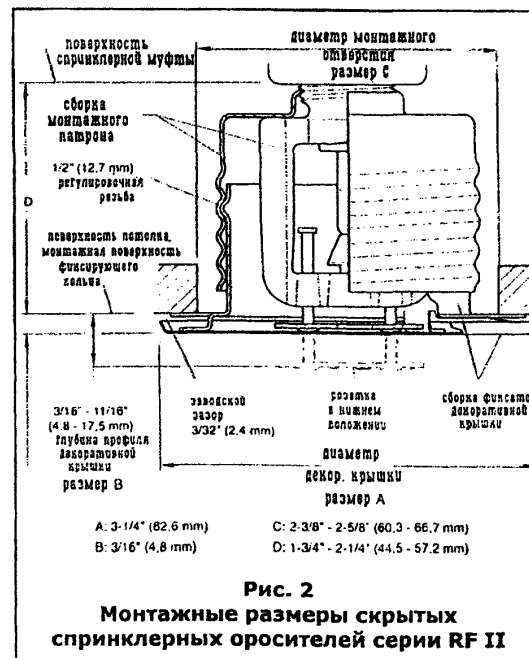 поверхность
спринклерной муфты
диаметр монтажного
отверстия
размер C
сборка
монтажного
патрона
1/2" (12,7 mm)
регулировочная
резьба
D
поверхность потолка,
монтажная поверхность
фиксирующего
кольца
3/16" - 11/16"
(4.8 - 17,5 mm)
глубина профиля
декоративной
крышки
размер B
заводской
зазор
3/32" (2,4 mm)
розетка
в нижнем
положении
сборка фиксато
декоративной
крышки
диаметр
декор. крышки
размер A
A: 3-1/4" (82,6 mm)
B: 3/16" (4,8 mm)
C: 2-3/8" - 2-5/8" (60,3 - 66,7 mm)
D: 1-3/4" - 2-1/4" (44,5 - 57,2 mm)
Рис. 2
Монтажные размеры скрытых
спринклерных оросителей серии RF II